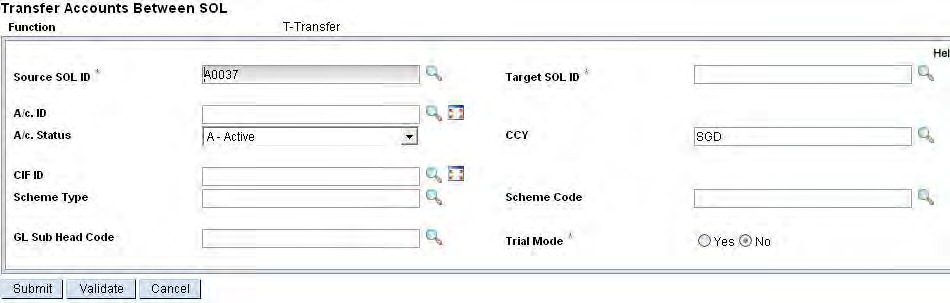 Transfer Accounts Between SOL
Function T-Transfer
Hel
Source SOL ID * A0037 Target SOL ID *
A/c. ID
A/c. Status A - Active CCY SGD
CIF ID
Scheme Type Scheme Code
GL Sub Head Code Trial Mode * Yes No
Submit Validate Cancel